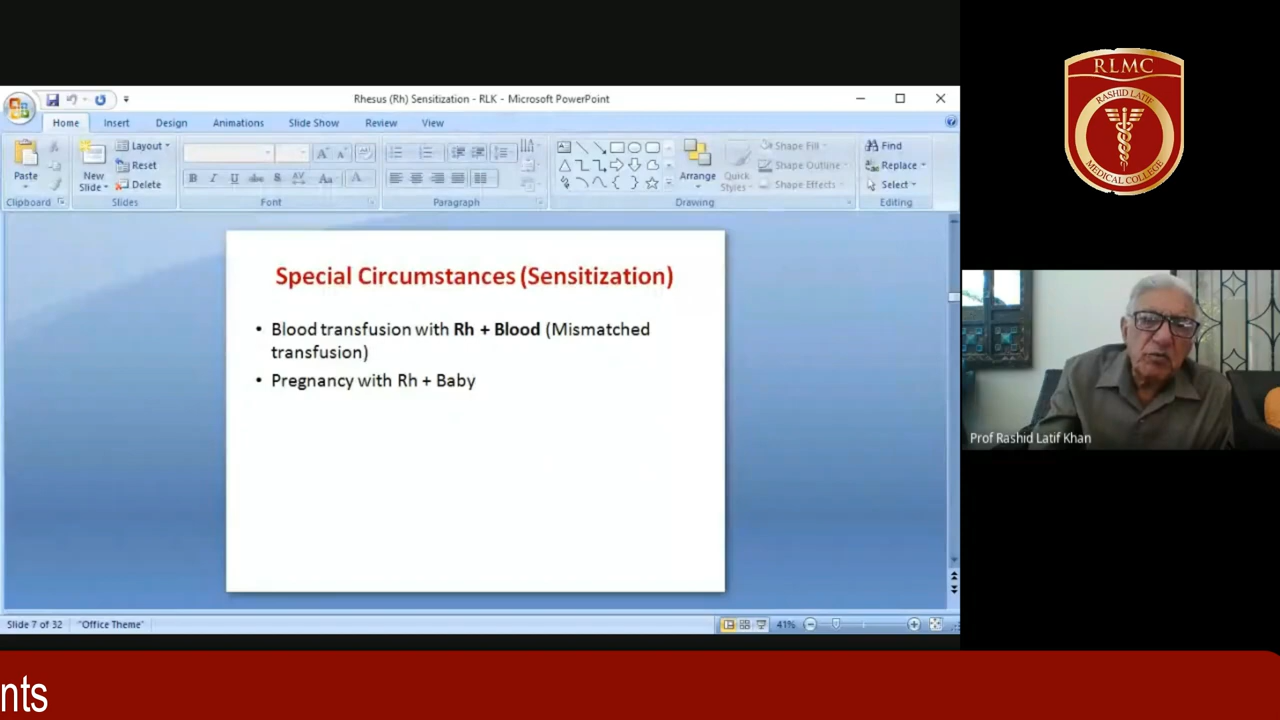 Rhesus (Rh) Sensitization - RLK - Microsoft PowerPoint
Home Insert Design Animations Slide Show Review View
Paste
Clipboard
New Slide
Layout
Reset
Delete
Slides
B I U abc S AV Aa A
Font
Paragraph
Arrange
Quick Styles
Shape Fill
Shape Outline
Shape Effects
Drawing
Find
Replace
Select
Editing
Special Circumstances (Sensitization)
• Blood transfusion with Rh + Blood (Mismatched
transfusion)
• Pregnancy with Rh + Baby
Slide 7 of 32 "Office Theme" 41%
RLMC
RASHID LATIF
MEDICAL COLLEGE
Prof Rashid Latif Khan
nts